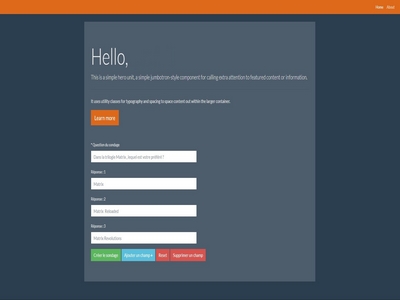 Home About
Hello,
This is a simple hero unit, a simple jumbotron-style component for calling extra attention to featured content or information.
It uses utility classes for typography and spacing to space content out within the larger container.
Learn more
* Question du sondage
Dans la trilogie Matrix, lequel est votre préféré ?
Réponse 1
Matrix
Réponse 2
Matrix Reloaded
Réponse 3
Matrix Revolutions
Créer le sondage Ajouter un champ + Reset Supprimer un champ